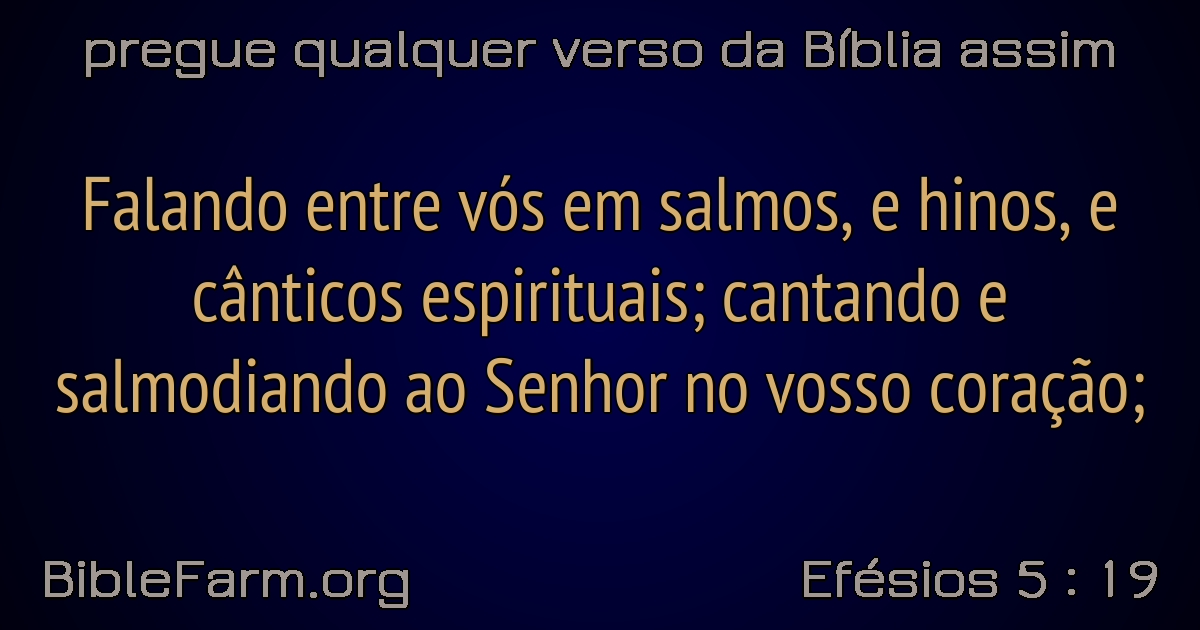 pregue qualquer verso da Bíblia assim
Falando entre vós em salmos, e hinos, e
cânticos espirituais; cantando e
salmodiando ao Senhor no vosso coração;
BibleFarm.org
Efésios 5 : 19